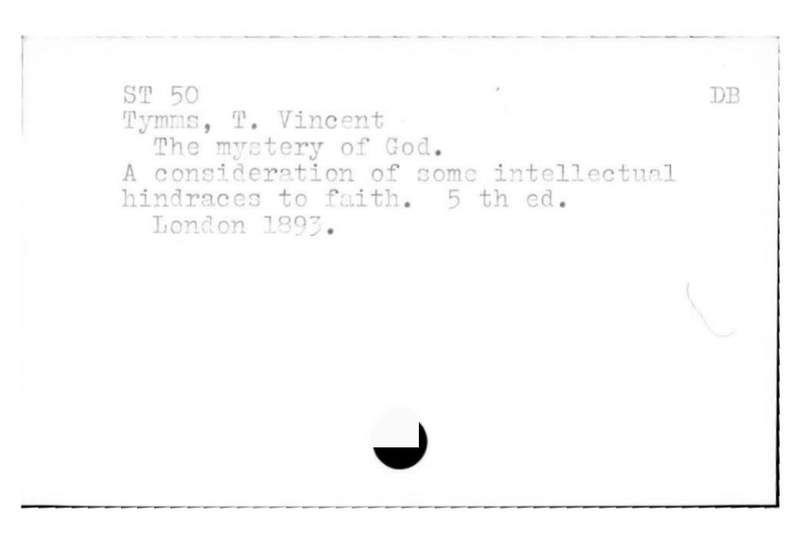 ST 50 DB
Tymms, T. Vincent
The mystery of God.
A consideration of some intellectual
hindraces to faith. 5 th ed.
London 1893.